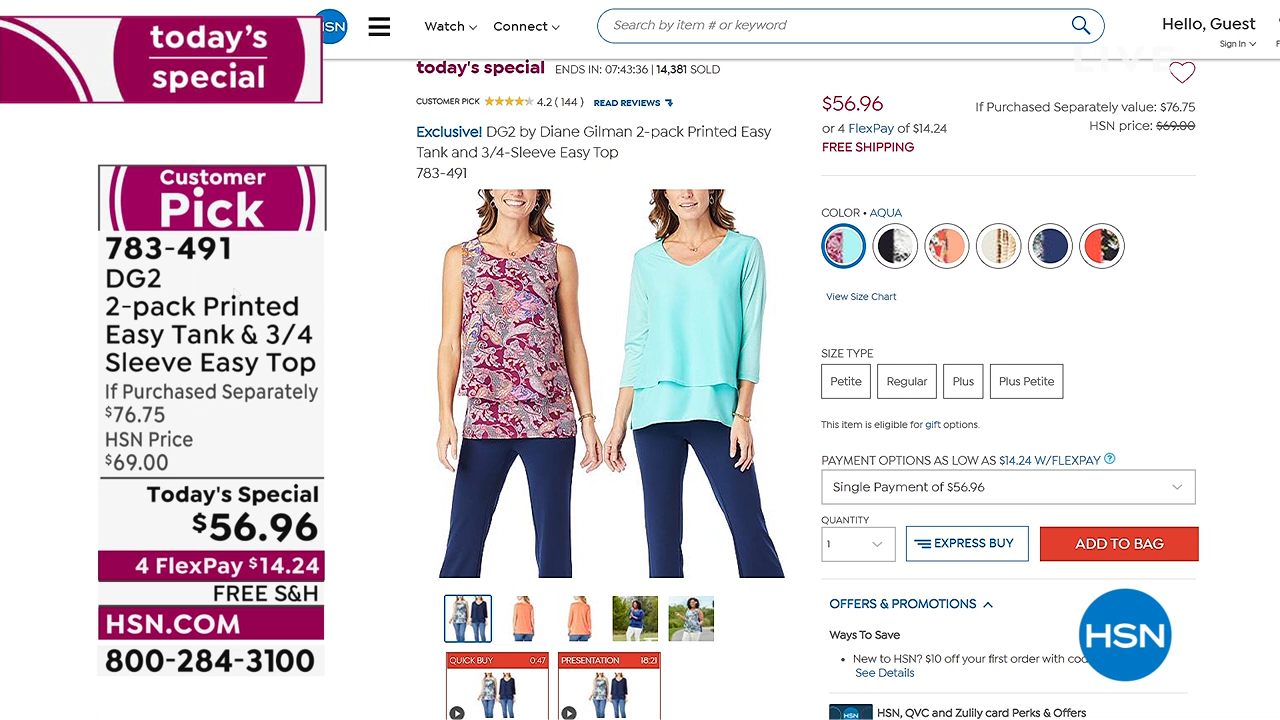 today's
special
Customer
Pick
783-491
DG2
2-pack Printed
Easy Tank & 3/4
Sleeve Easy Top
If Purchased Separately
$76.75
HSN Price
$69.00
Today's Special
$56.96
4 FlexPay $14.24
FREE S&H
HSN.COM
800-284-3100
HSN
Watch
Connect
Search by item # or keyword
Hello, Guest
Sign In
LIVE
today's special ENDS IN: 07:43:36 | 14,381 SOLD
CUSTOMER PICK 4.2 ( 144 ) READ REVIEWS
Exclusive! DG2 by Diane Gilman 2-pack Printed Easy
Tank and 3/4-Sleeve Easy Top
783-491
$56.96
or 4 FlexPay of $14.24
FREE SHIPPING
If Purchased Separately value: $76.75
HSN price: $69.00
COLOR • AQUA
View Size Chart
SIZE TYPE
Petite
Regular
Plus
Plus Petite
This item is eligible for gift options.
PAYMENT OPTIONS AS LOW AS $14.24 W/FLEXPAY ?
Single Payment of $56.96
QUANTITY
1
EXPRESS BUY
ADD TO BAG
OFFERS & PROMOTIONS
Ways To Save
• New to HSN? $10 off your first order with
See Details
HSN
HSN, QVC and Zulily card Perks & Offers
HSN
QUICK BUY 0:47
PRESENTATION 18:21